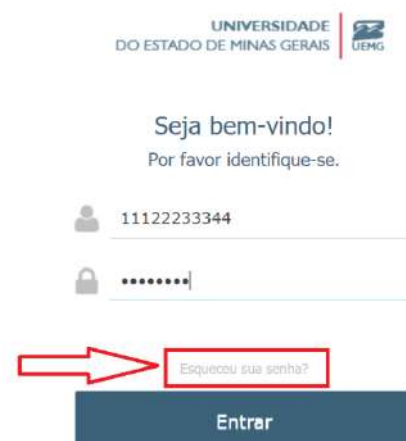 UNIVERSIDADE
DO ESTADO DE MINAS GERAIS
UEMG
Seja bem-vindo!
Por favor identifique-se.
11122233344
••••••••
Esqueceu sua senha?
Entrar